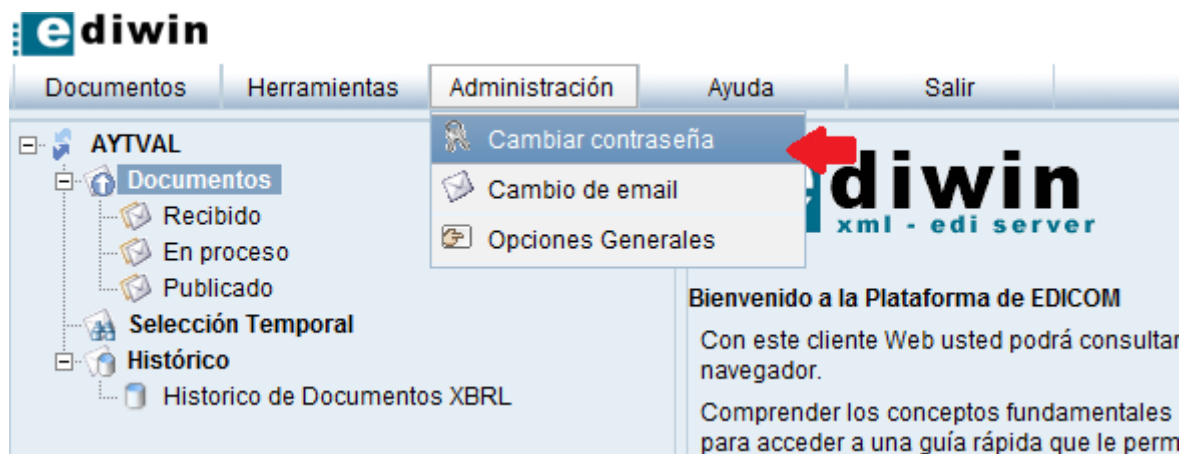 ediwin
Documentos Herramientas Administración Ayuda Salir
Cambiar contraseña
Cambio de email
Opciones Generales
AYTVAL
Documentos
Recibido
En proceso
Publicado
Selección Temporal
Histórico
Historico de Documentos XBRL
diwin
xml - edi server
Bienvenido a la Plataforma de EDICOM
Con este cliente Web usted podrá consultar
navegador.
Comprender los conceptos fundamentales
para acceder a una guía rápida que le perm